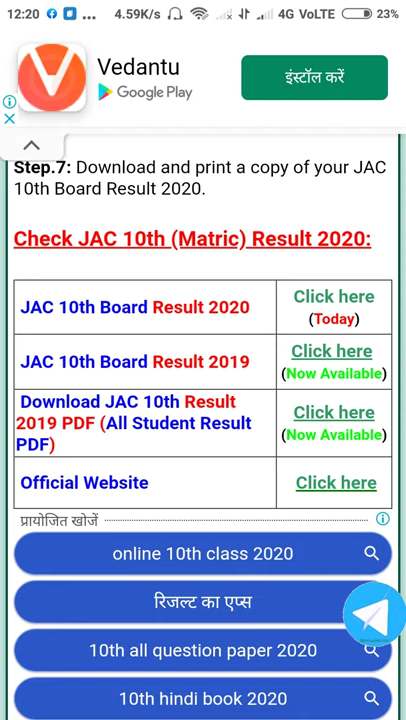 12:20 ... 4.59K/s 4G VoLTE 23%
Vedantu
Google Play
इंस्टॉल करें
Step.7: Download and print a copy of your JAC
10th Board Result 2020.
Check JAC 10th (Matric) Result 2020:
JAC 10th Board Result 2020
Click here
(Today)
JAC 10th Board Result 2019
Click here
(Now Available)
Download JAC 10th Result
2019 PDF (All Student Result
PDF)
Click here
(Now Available)
Official Website
Click here
प्रायोजित खोजें
online 10th class 2020
रिजल्ट का एप्स
10th all question paper 2020
10th hindi book 2020